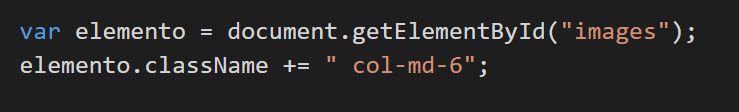 var elemento = document.getElementById("images");
elemento.className += " col-md-6";